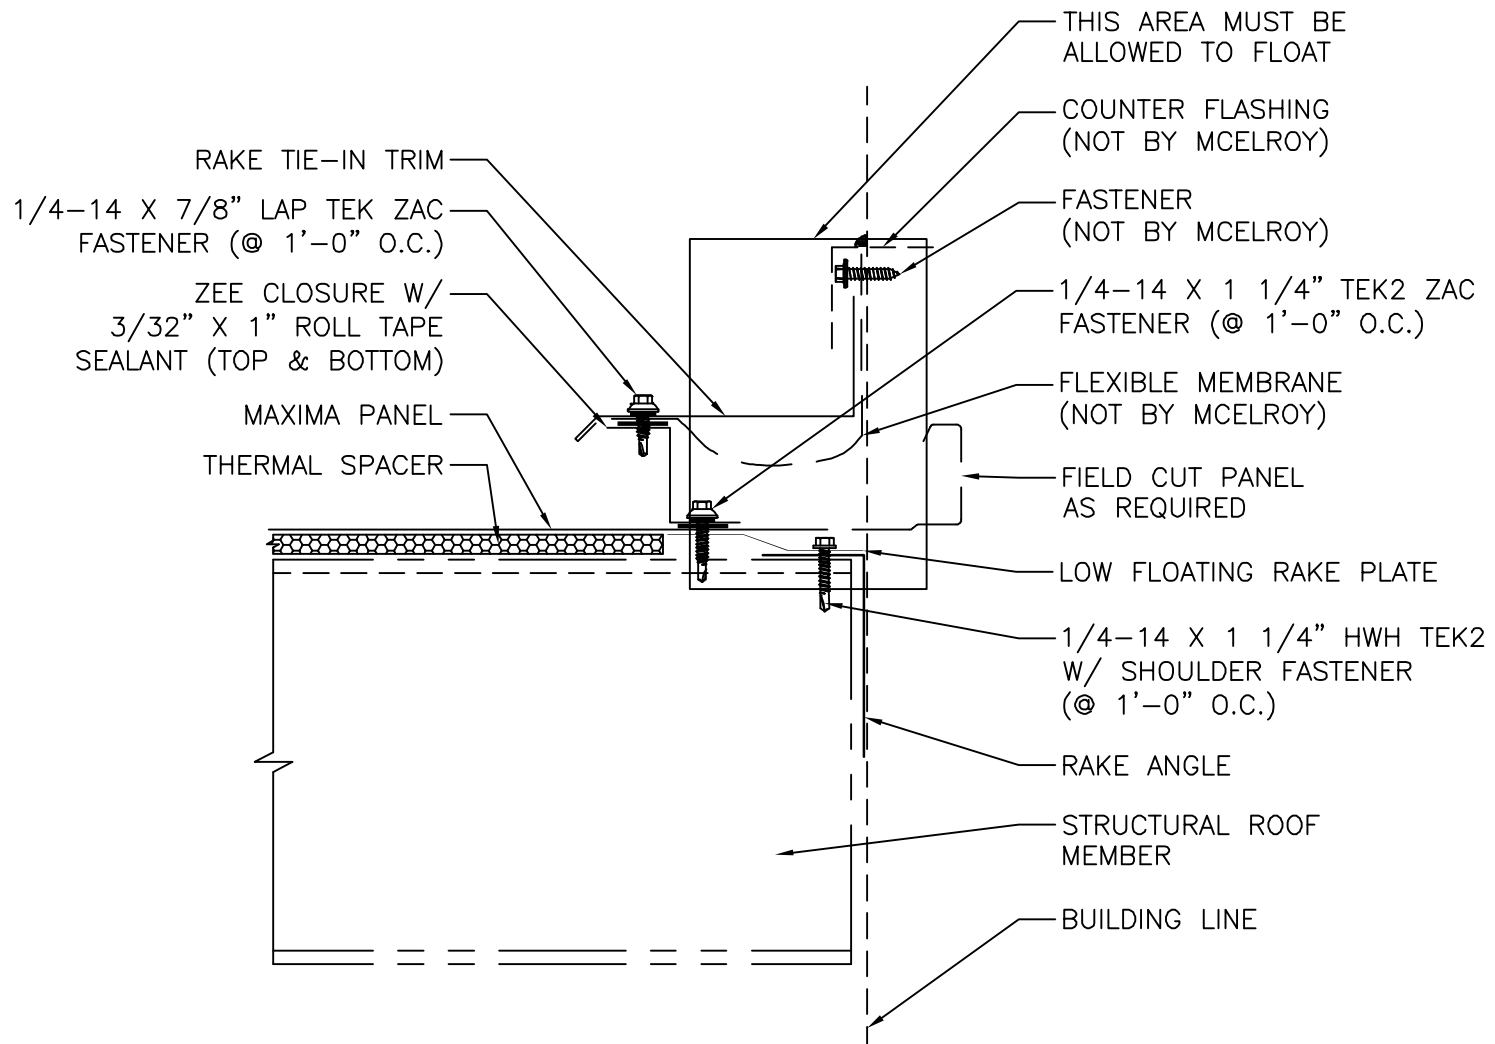 THIS AREA MUST BE
ALLOWED TO FLOAT
COUNTER FLASHING
(NOT BY MCELROY)
RAKE TIE-IN TRIM
1/4-14 X 7/8" LAP TEK ZAC
FASTENER (@ 1'-0" O.C.)
FASTENER
(NOT BY MCELROY)
ZEE CLOSURE W/
3/32" X 1" ROLL TAPE
SEALANT (TOP & BOTTOM)
1/4-14 X 1 1/4" TEK2 ZAC
FASTENER (@ 1'-0" O.C.)
MAXIMA PANEL
FLEXIBLE MEMBRANE
(NOT BY MCELROY)
THERMAL SPACER
FIELD CUT PANEL
AS REQUIRED
LOW FLOATING RAKE PLATE
1/4-14 X 1 1/4" HWH TEK2
W/ SHOULDER FASTENER
(@ 1'-0" O.C.)
RAKE ANGLE
STRUCTURAL ROOF
MEMBER
BUILDING LINE